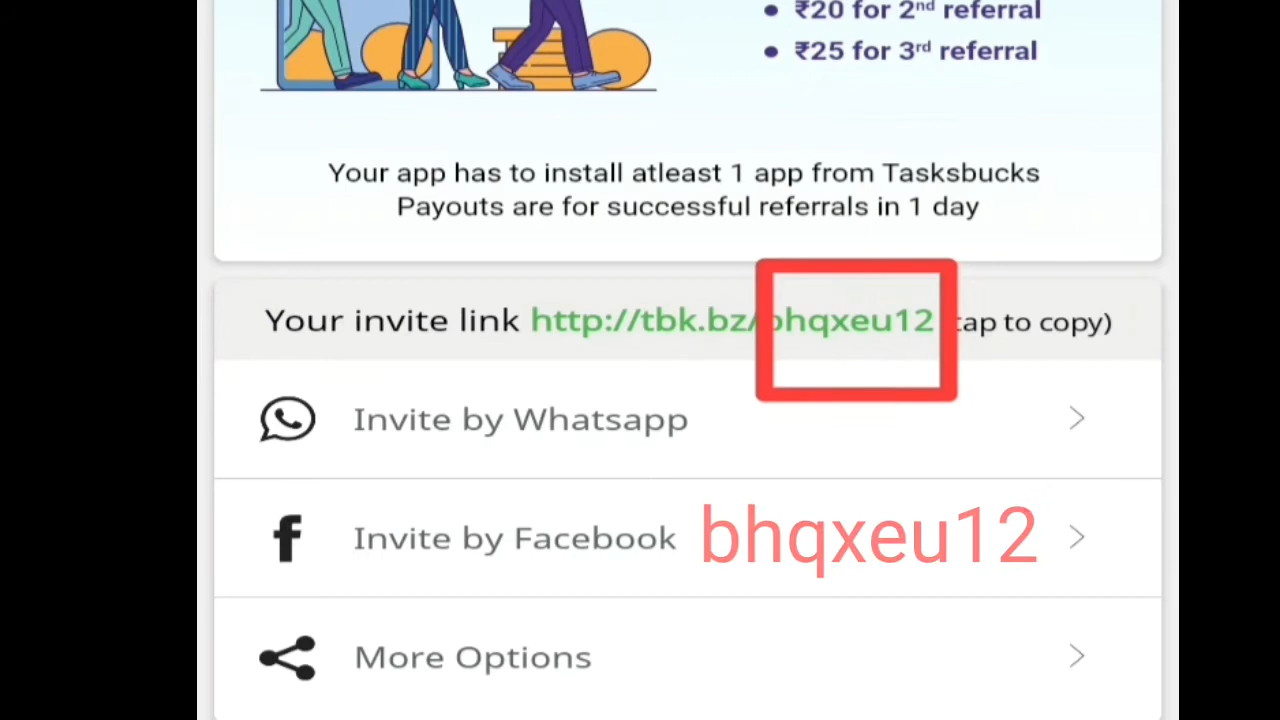 • ₹20 for 2nd referral
• ₹25 for 3rd referral
Your app has to install atleast 1 app from Tasksbucks
Payouts are for successful referrals in 1 day
Your invite link http://tbk.bz/bhqxeu12 (tap to copy)
Invite by Whatsapp
Invite by Facebook
bhqxeu12
More Options